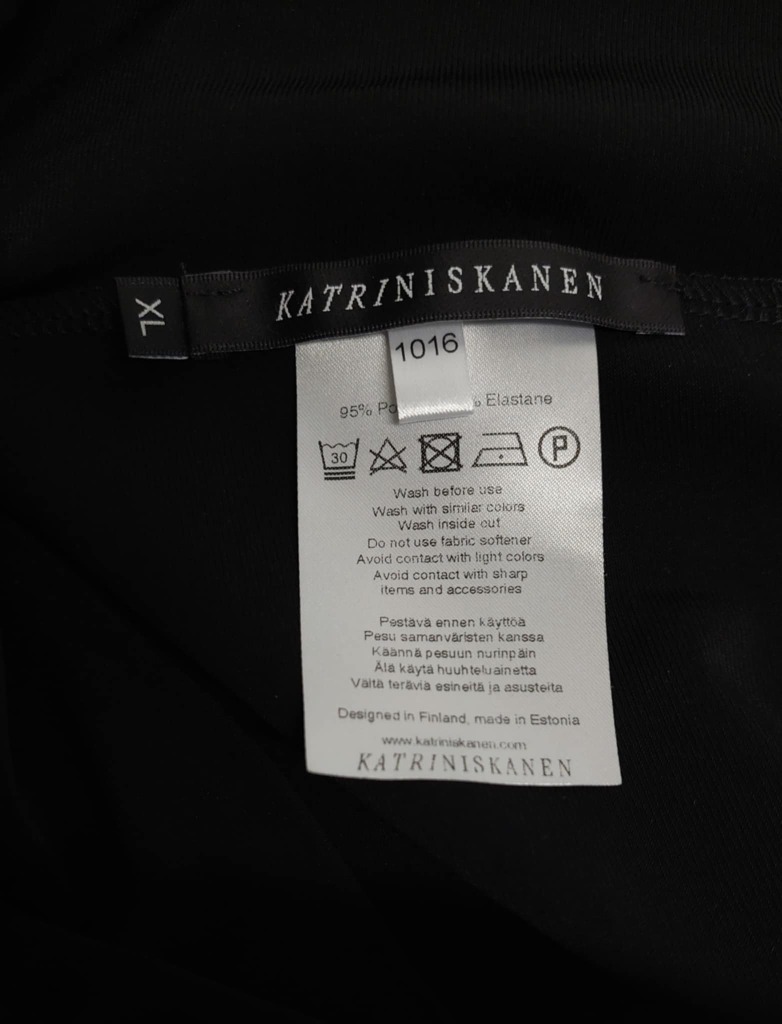 XL
KATRINISKANEN
1016
95% Elastane
30
P
Wash before use
Wash with similar colors
Wash inside out
Do not use fabric softener
Avoid contact with light colors
Avoid contact with sharp
items and accessories
Pestävä ennen käyttöä
Pesu samanväristen kanssa
Käännä pesuun nurinpäin
Älä käytä huuhteluainetta
Vältä teräviä esineitä ja asusteita
Designed in Finland, made in Estonia
www.katriniskanen.com
KATRINISKANEN